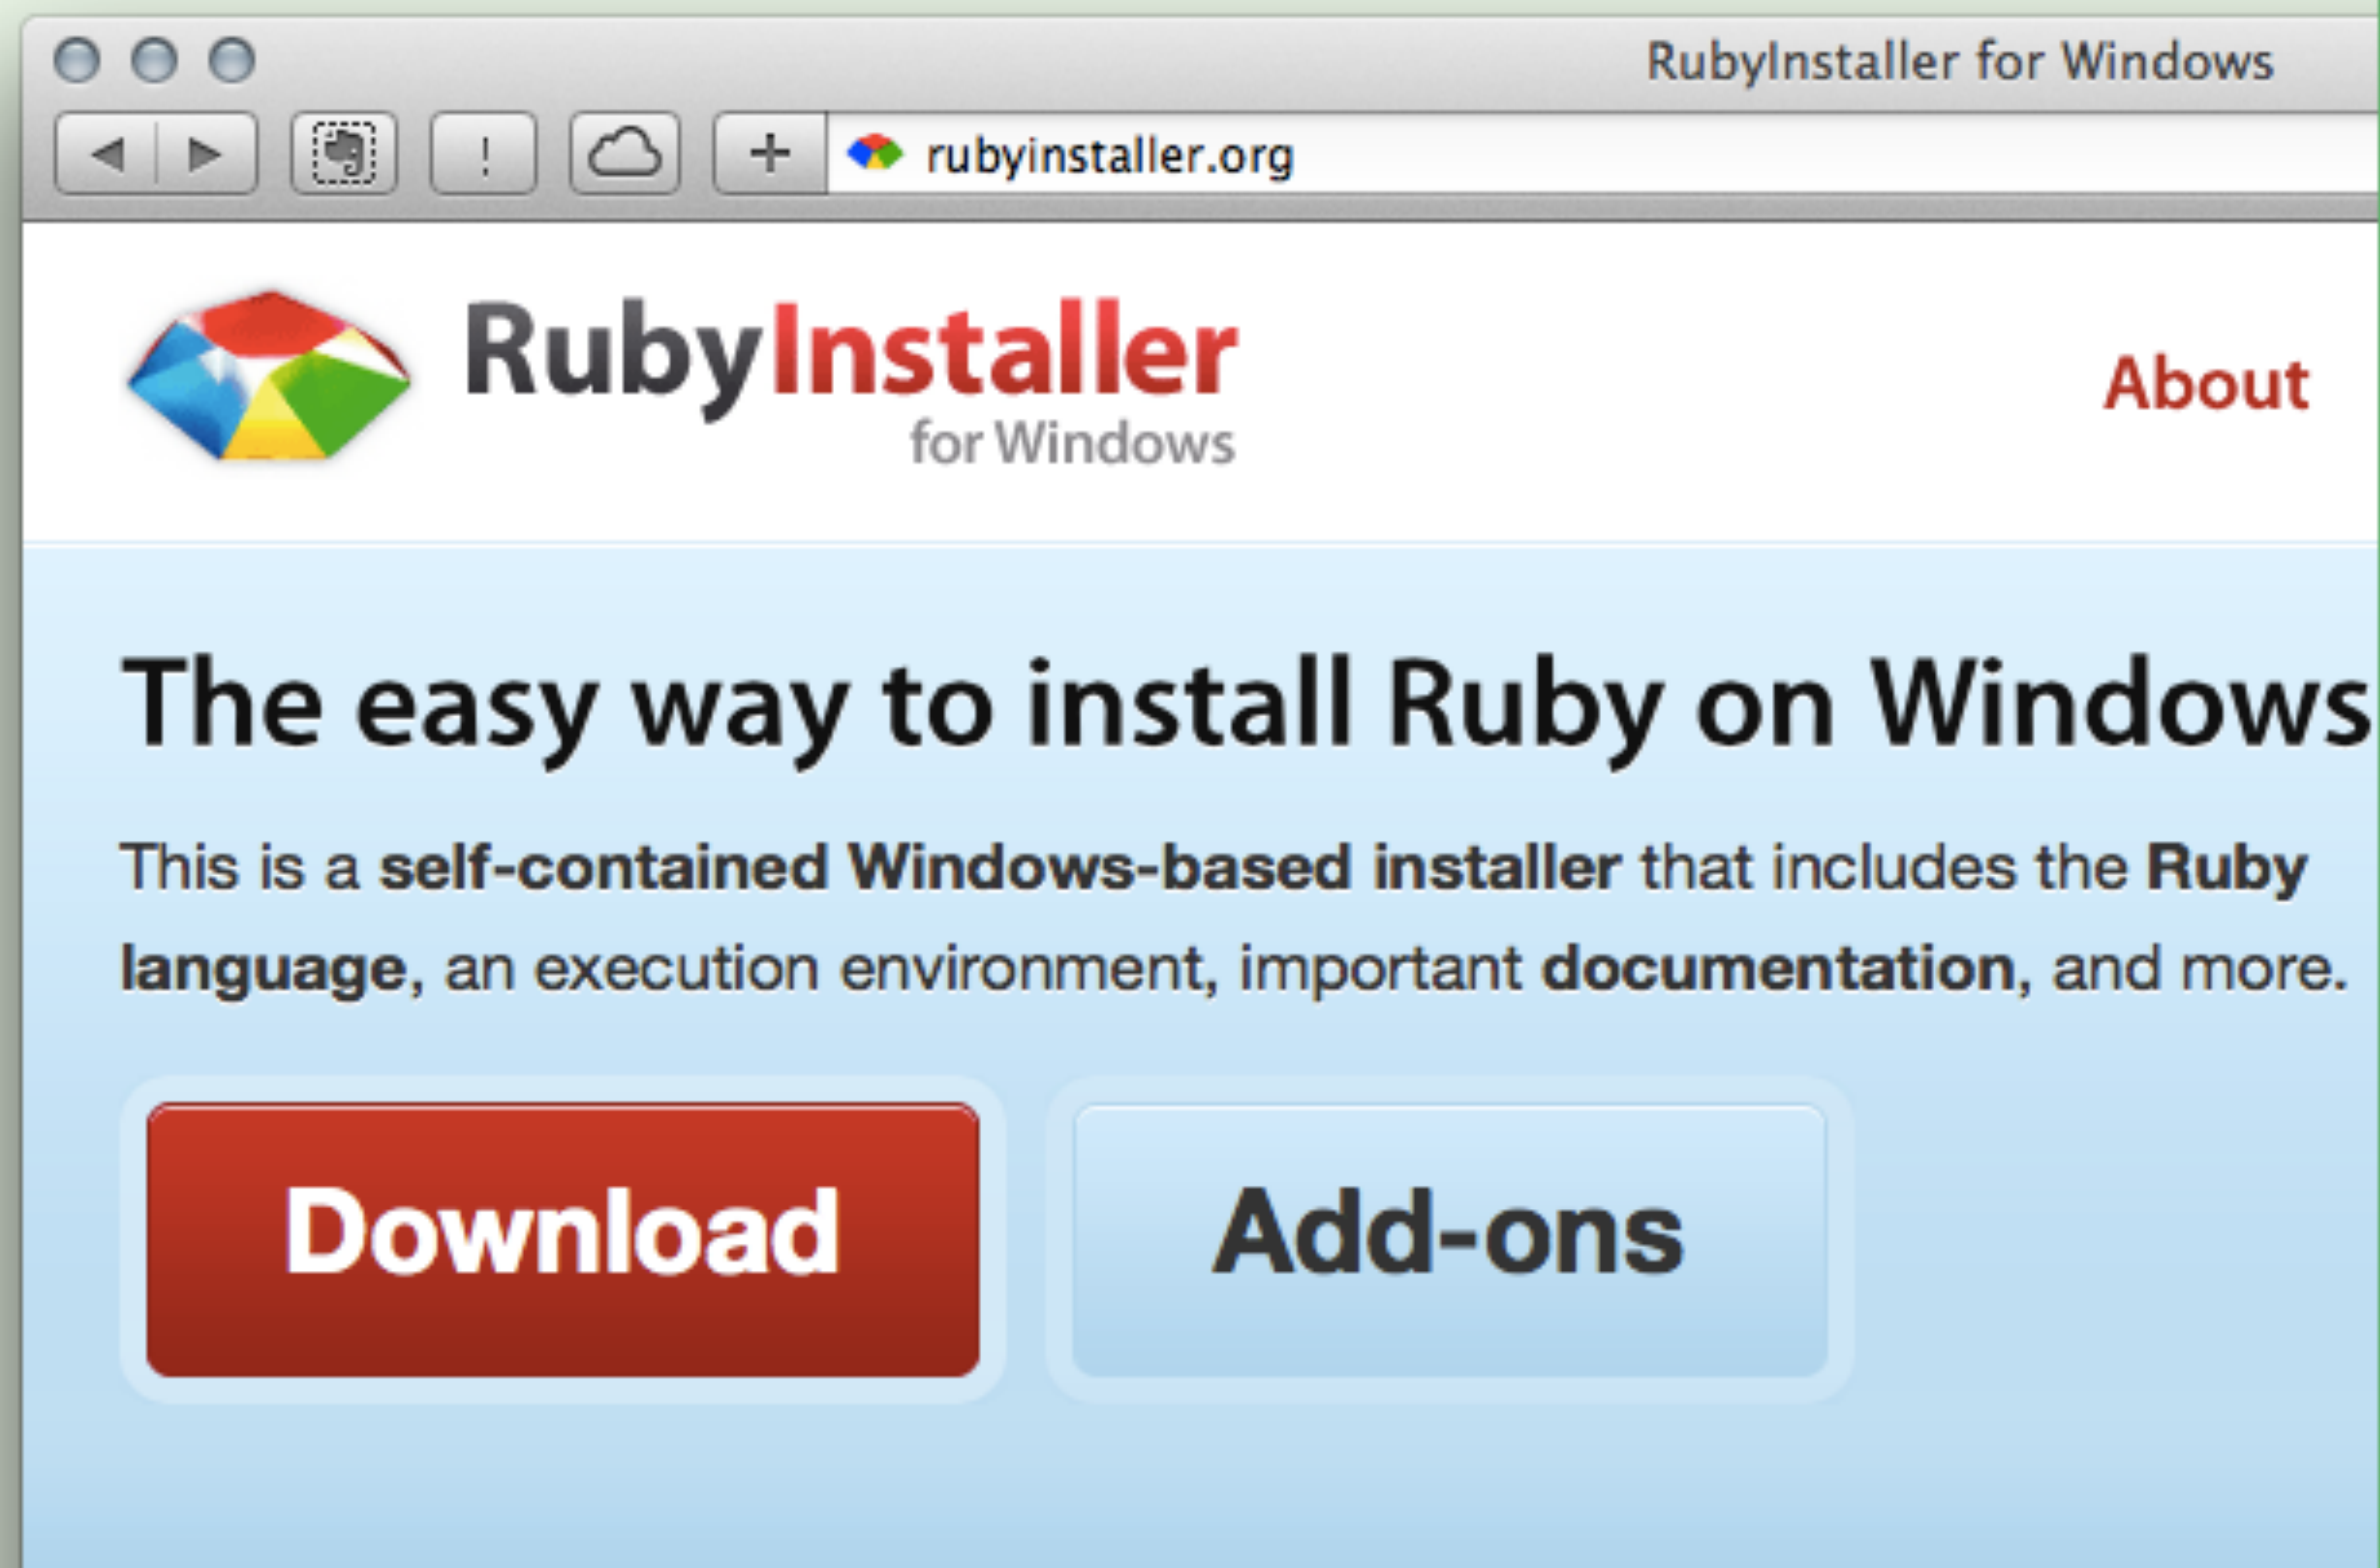 RubyInstaller for Windows
rubyinstaller.org
RubyInstaller
for Windows
About
The easy way to install Ruby on Windows
This is a self-contained Windows-based installer that includes the Ruby
language, an execution environment, important documentation, and more.
Download
Add-ons